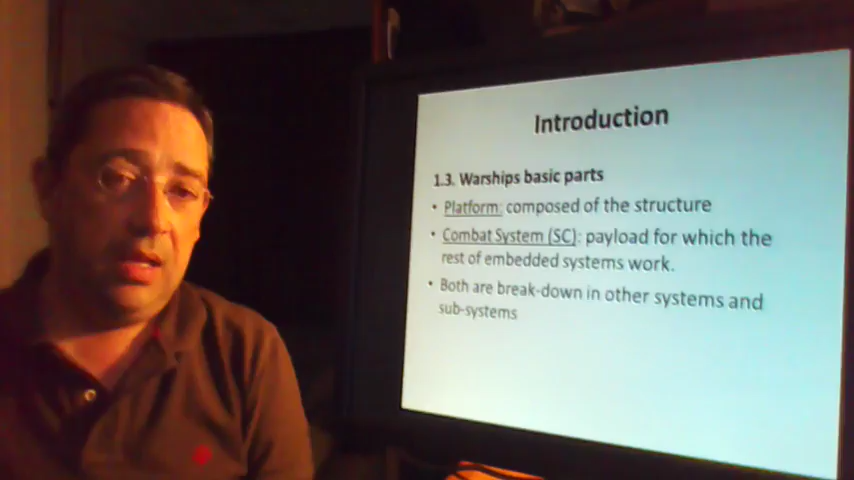 Introduction
1.3. Warships basic parts
• Platform: composed of the structure
• Combat System (SC): payload for which the
rest of embedded systems work.
• Both are break-down in other systems and
sub-systems